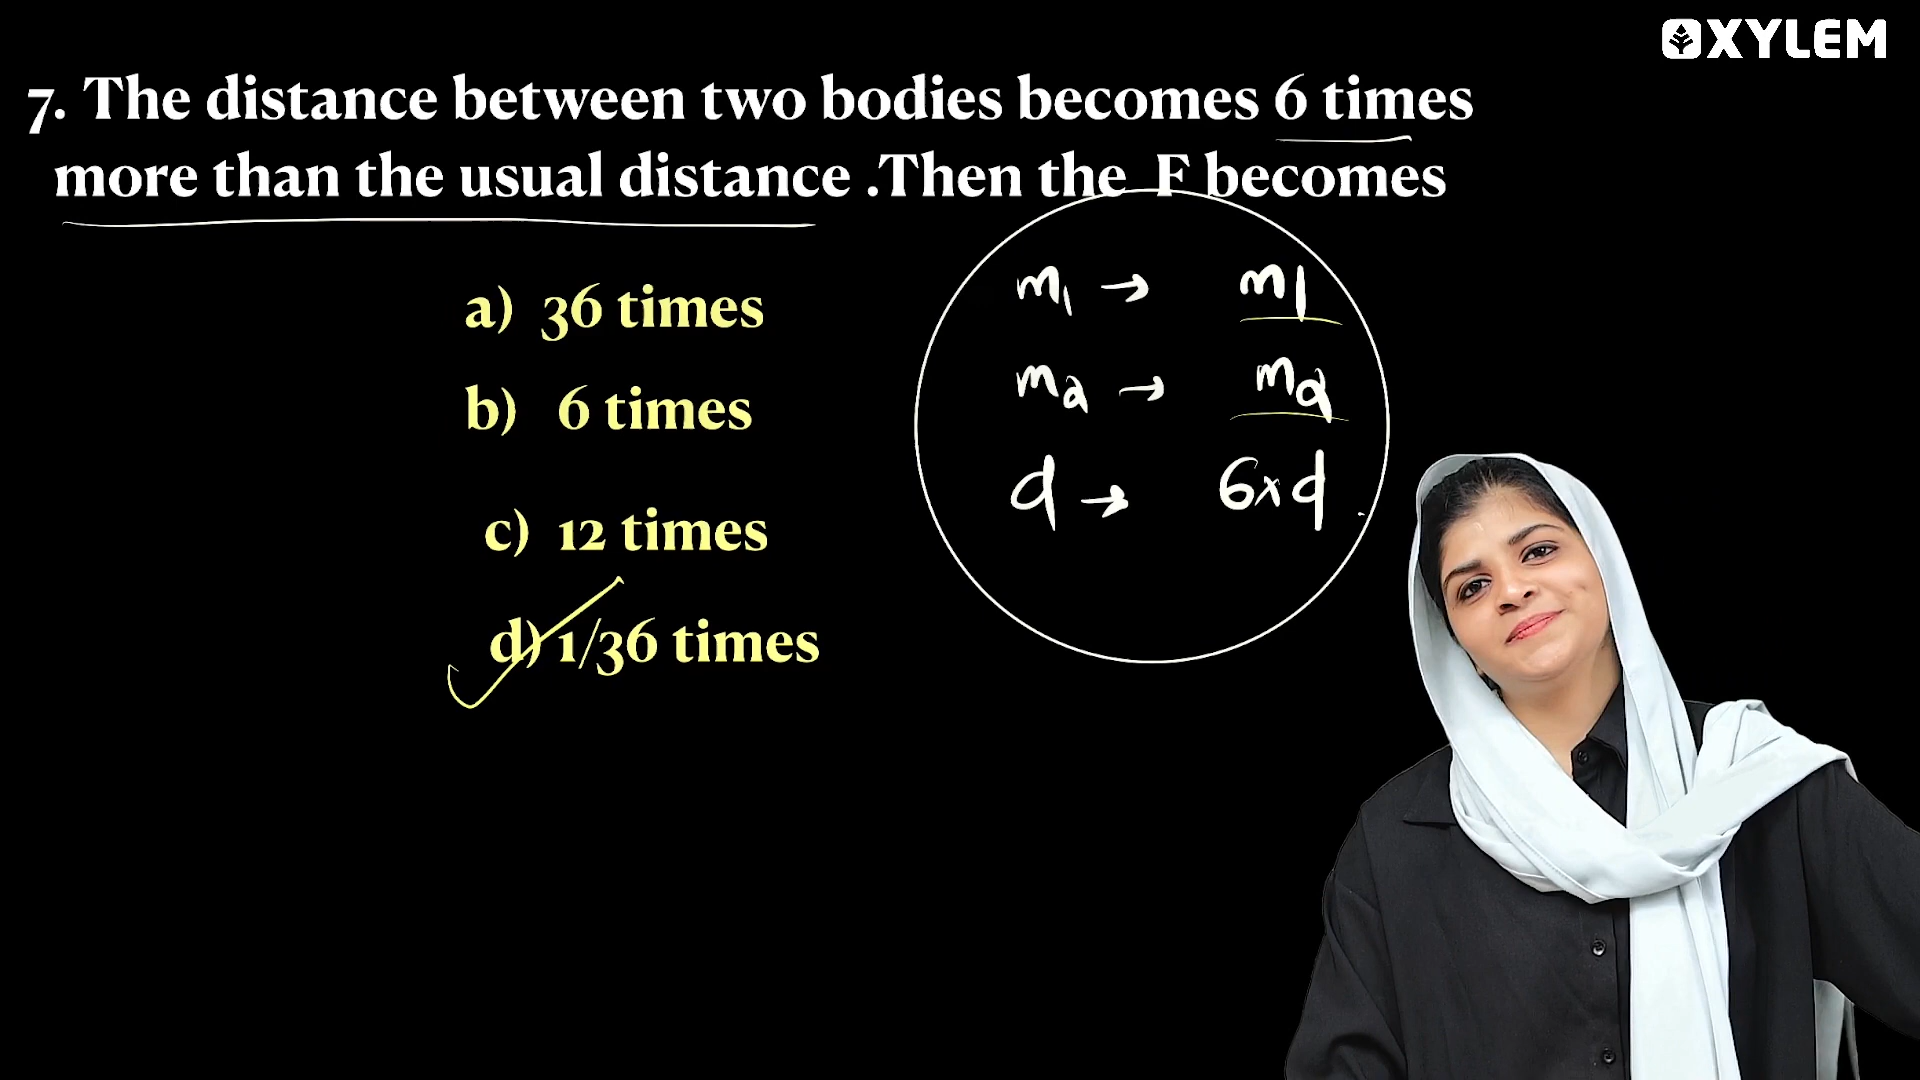 XYLEM
7. The distance between two bodies becomes 6 times
more than the usual distance .Then the F becomes
a) 36 times
b) 6 times
c) 12 times
d) 1/36 times
m1 → m1
m2 → m2
d → 6×d